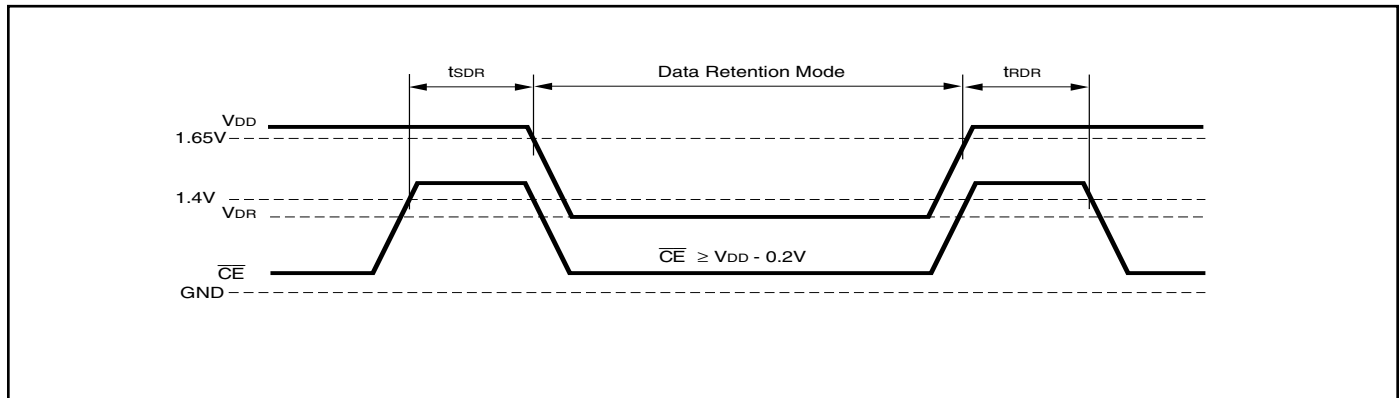 tSDR Data Retention Mode tRDR
VDD
1.65V
1.4V
VDR
CE ≥ VDD - 0.2V
CE
GND